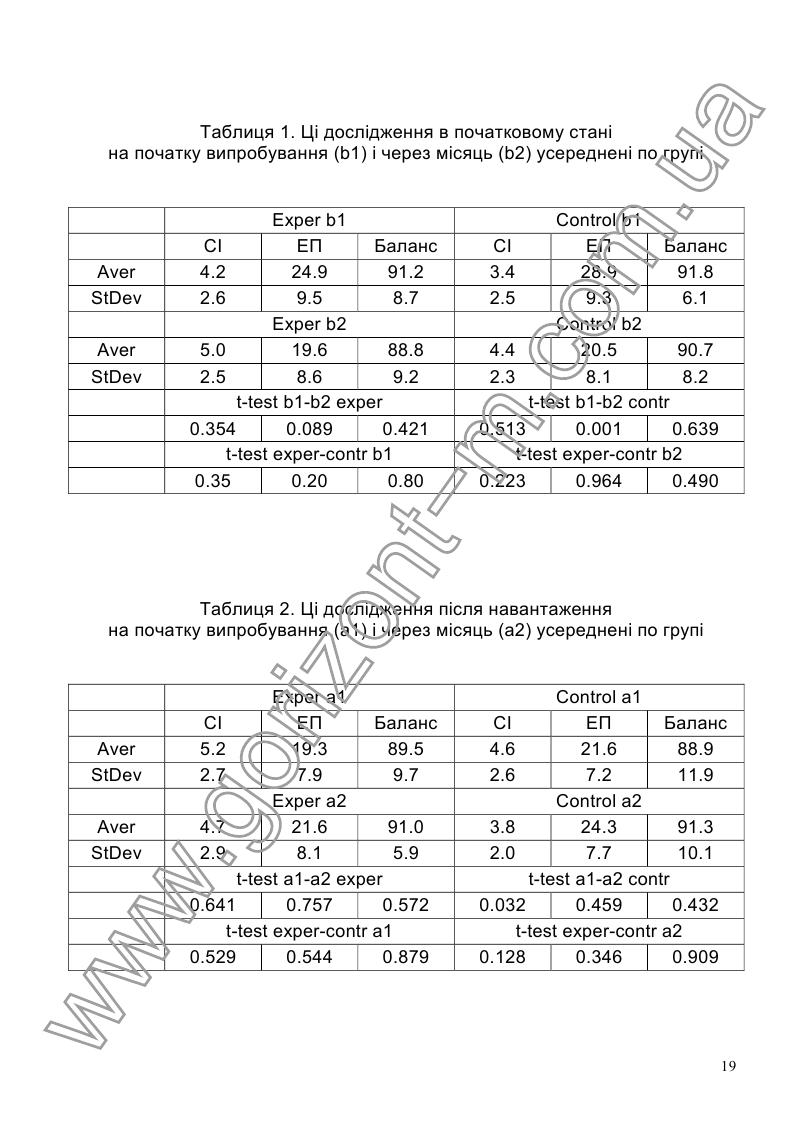 Таблиця 1. Ці дослідження в початковому стані
на початку випробування (b1) і через місяць (b2) усереднені по групі
Exper b1 Control b1
СІ ЕП Баланс СІ ЕП Баланс
Aver 4.2 24.9 91.2 3.4 28.9 91.8
StDev 2.6 9.5 8.7 2.5 9.3 6.1
Exper b2 Control b2
Aver 5.0 19.6 88.8 4.4 20.5 90.7
StDev 2.5 8.6 9.2 2.3 8.1 8.2
t-test b1-b2 exper t-test b1-b2 contr
0.354 0.089 0.421 0.513 0.001 0.639
t-test exper-contr b1 t-test exper-contr b2
0.35 0.20 0.80 0.223 0.964 0.490
Таблиця 2. Ці дослідження після навантаження
на початку випробування (a1) і через місяць (a2) усереднені по групі
Exper a1 Control a1
СІ ЕП Баланс СІ ЕП Баланс
Aver 5.2 19.3 89.5 4.6 21.6 88.9
StDev 2.7 7.9 9.7 2.6 7.2 11.9
Exper a2 Control a2
Aver 4.7 21.6 91.0 3.8 24.3 91.3
StDev 2.9 8.1 5.9 2.0 7.7 10.1
t-test a1-a2 exper t-test a1-a2 contr
0.641 0.757 0.572 0.032 0.459 0.432
t-test exper-contr a1 t-test exper-contr a2
0.529 0.544 0.879 0.128 0.346 0.909
www.gorizont-m.com.ua
19